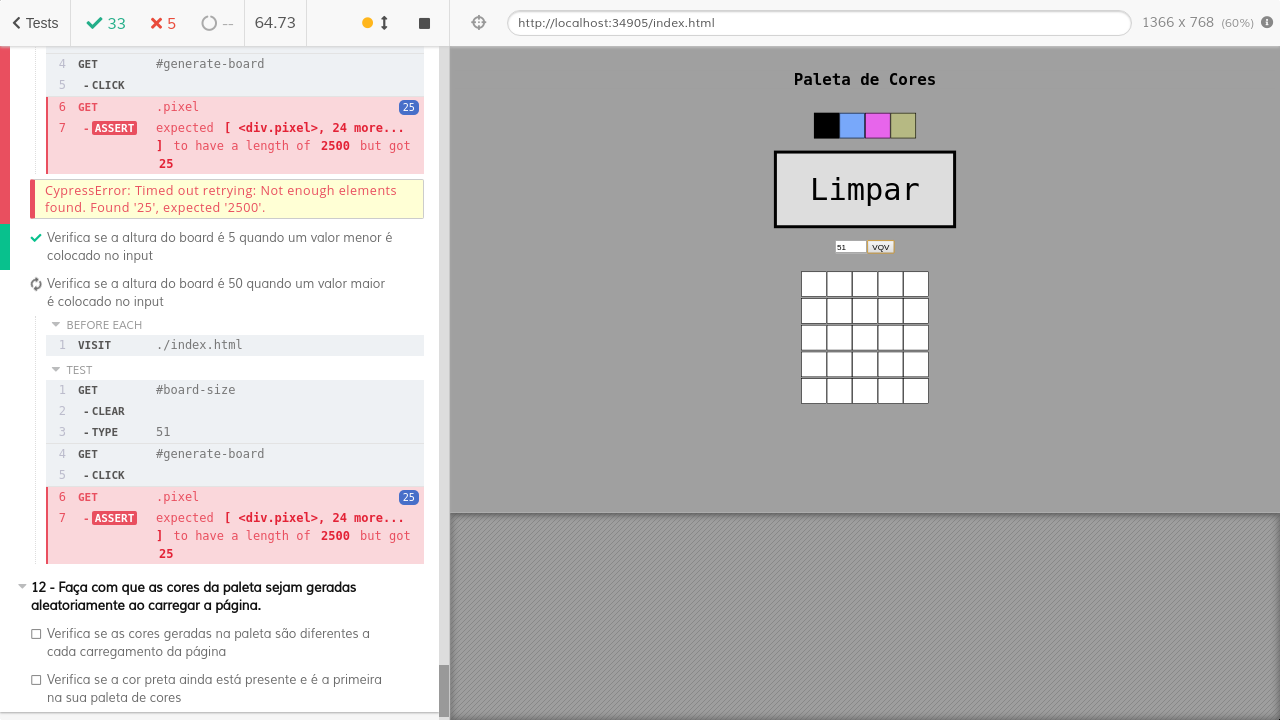 Tests
33
5
--
64.73
4 GET #generate-board
5 -CLICK
6 GET .pixel 25
7 -ASSERT expected [ <div.pixel>, 24 more...
] to have a length of 2500 but got
25
CypressError: Timed out retrying: Not enough elements
found. Found '25', expected '2500'.
Verifica se a altura do board é 5 quando um valor menor é
colocado no input
Verifica se a altura do board é 50 quando um valor maior
é colocado no input
BEFORE EACH
1 VISIT ./index.html
TEST
1 GET #board-size
2 -CLEAR
3 -TYPE 51
4 GET #generate-board
5 -CLICK
6 GET .pixel 25
7 -ASSERT expected [ <div.pixel>, 24 more...
] to have a length of 2500 but got
25
12 - Faça com que as cores da paleta sejam geradas
aleatoriamente ao carregar a página.
Verifica se as cores geradas na paleta são diferentes a
cada carregamento da página
Verifica se a cor preta ainda está presente e é a primeira
na sua paleta de cores
http://localhost:34905/index.html
1366 x 768 (60%)
Paleta de Cores
Limpar
51 VQV